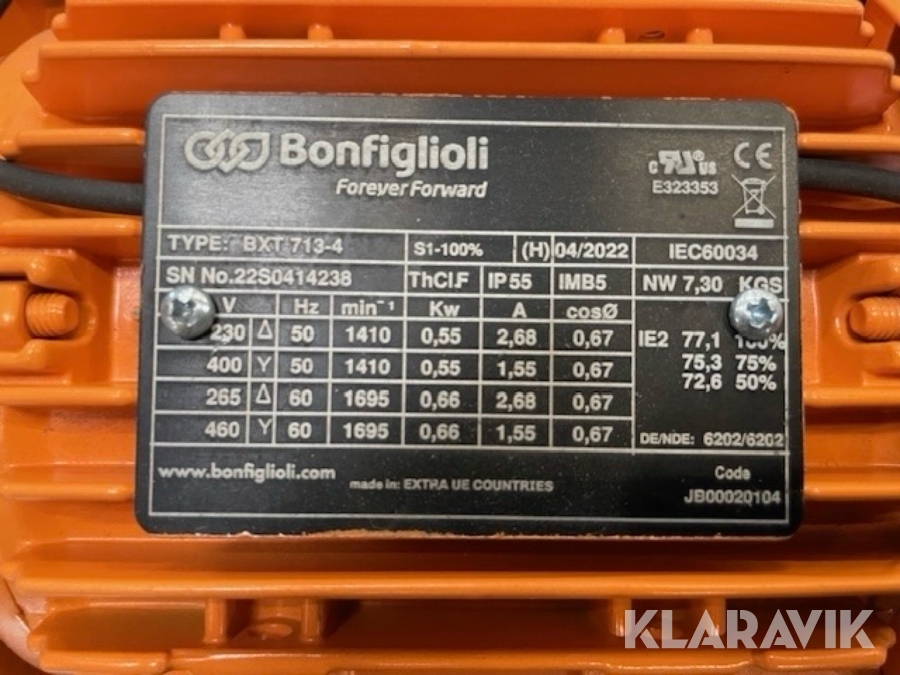 Bonfiglioli
Forever Forward
c RU US
E323353
CE
TYPE: BXT 713-4 S1-100% (H) 04/2022 IEC60034
SN No.22S0414238 ThCl.F IP 55 IMB5 NW 7,30 KGS
V Hz min⁻¹ Kw A cosØ
230 Δ 50 1410 0,55 2,68 0,67 IE2 77,1 100%
400 Y 50 1410 0,55 1,55 0,67 75,3 75%
265 Δ 60 1695 0,66 2,68 0,67 72,6 50%
460 Y 60 1695 0,66 1,55 0,67 DE/NDE: 6202/6202
www.bonfiglioli.com
made in: EXTRA UE COUNTRIES
Code
JB00020104
KLARAVIK